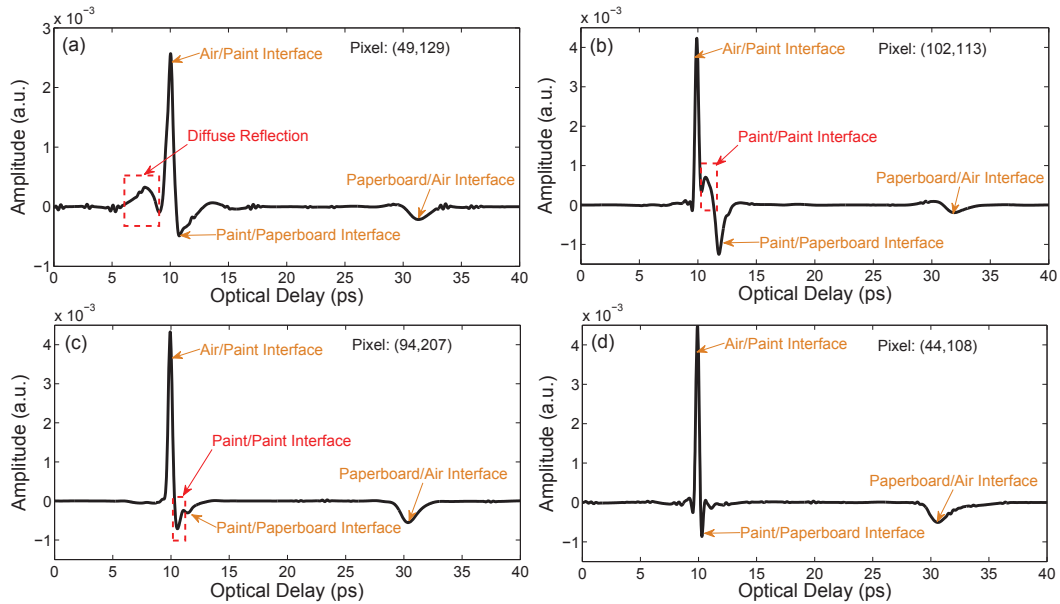 x 10⁻³
(a)
Pixel: (49,129)
Air/Paint Interface
Diffuse Reflection
Paperboard/Air Interface
Paint/Paperboard Interface
3
2
1
0
−1
Amplitude (a.u.)
0 5 10 15 20 25 30 35 40
Optical Delay (ps)
x 10⁻³
(b)
Pixel: (102,113)
Air/Paint Interface
Paint/Paint Interface
Paperboard/Air Interface
Paint/Paperboard Interface
4
3
2
1
0
−1
Amplitude (a.u.)
0 5 10 15 20 25 30 35 40
Optical Delay (ps)
x 10⁻³
(c)
Pixel: (94,207)
Air/Paint Interface
Paint/Paint Interface
Paperboard/Air Interface
Paint/Paperboard Interface
4
3
2
1
0
−1
Amplitude (a.u.)
0 5 10 15 20 25 30 35 40
Optical Delay (ps)
x 10⁻³
(d)
Pixel: (44,108)
Air/Paint Interface
Paperboard/Air Interface
Paint/Paperboard Interface
4
3
2
1
0
−1
Amplitude (a.u.)
0 5 10 15 20 25 30 35 40
Optical Delay (ps)